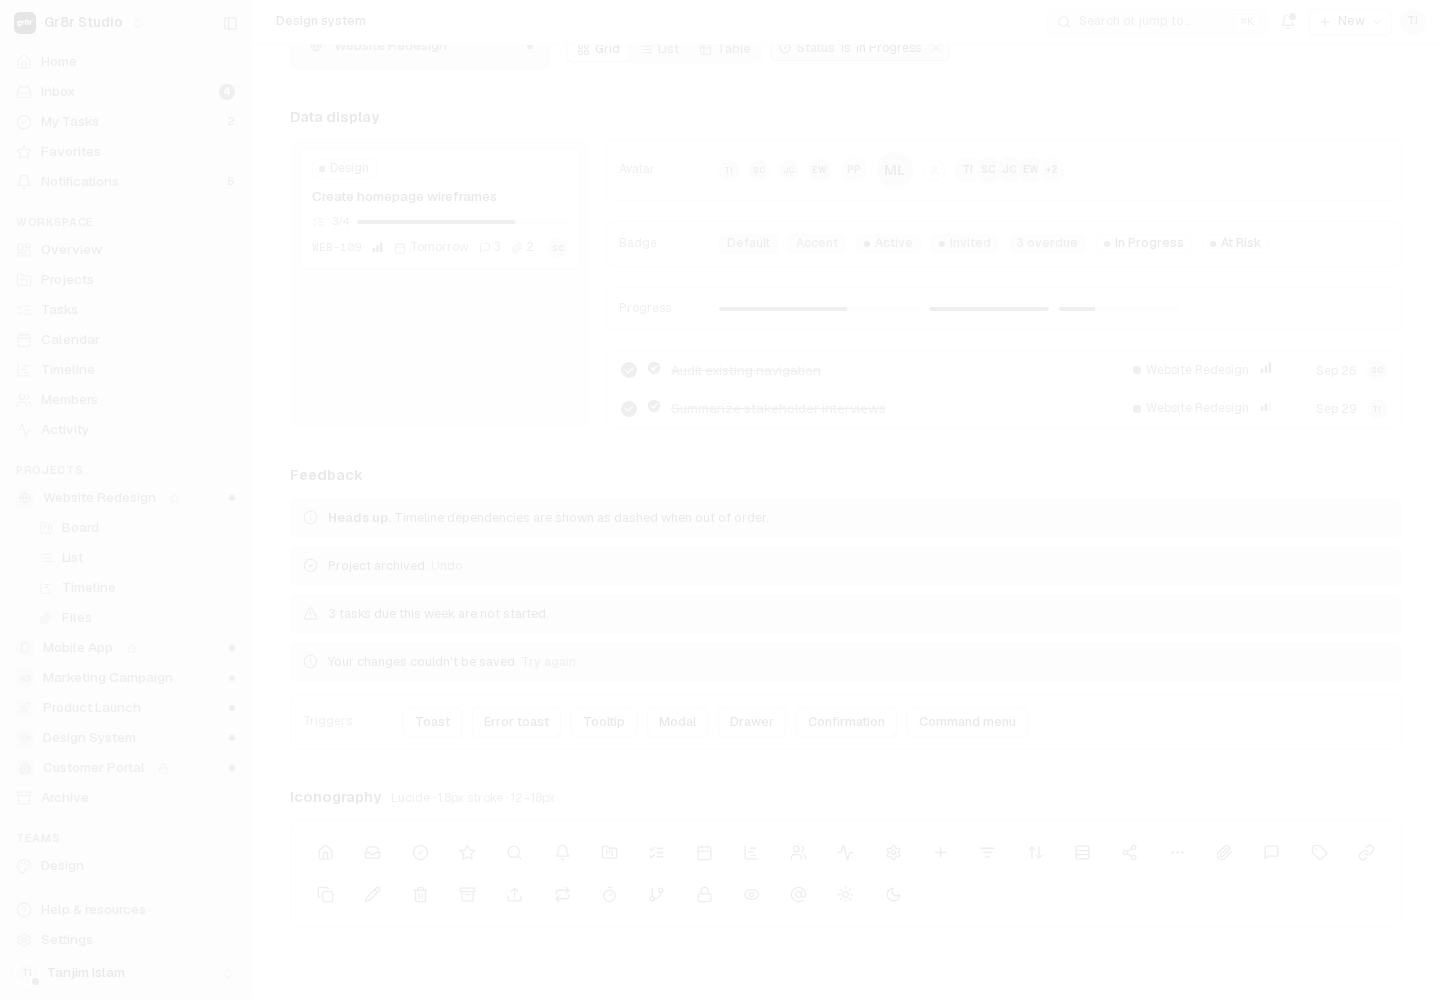 Gr8r Studio
Design system
Search or jump to...
⌘K
New
TI
Home
Inbox
4
My Tasks
2
Favorites
Notifications
6
WORKSPACE
Overview
Projects
Tasks
Calendar
Timeline
Members
Activity
PROJECTS
Website Redesign
Board
List
Timeline
Files
Mobile App
Marketing Campaign
Product Launch
Design System
Customer Portal
Archive
TEAMS
Design
Help & resources
Settings
TI
Tanjim Islam
Website Redesign
Grid
List
Table
Status is in Progress
Data display
Design
Create homepage wireframes
3/4
WEB-109
Tomorrow
3
2
SC
Avatar
TI SC JC EW PP ML TI SC JC EW +2
Badge
Default
Accent
Active
Invited
3 overdue
In Progress
At Risk
Progress
Audit existing navigation
Website Redesign
Sep 26
SC
Summarize stakeholder interviews
Website Redesign
Sep 29
TI
Feedback
Heads up. Timeline dependencies are shown as dashed when out of order.
Project archived. Undo
3 tasks due this week are not started.
Your changes couldn't be saved. Try again
Triggers
Toast
Error toast
Tooltip
Modal
Drawer
Confirmation
Command menu
Iconography
Lucide · 1.8px stroke · 12–18px